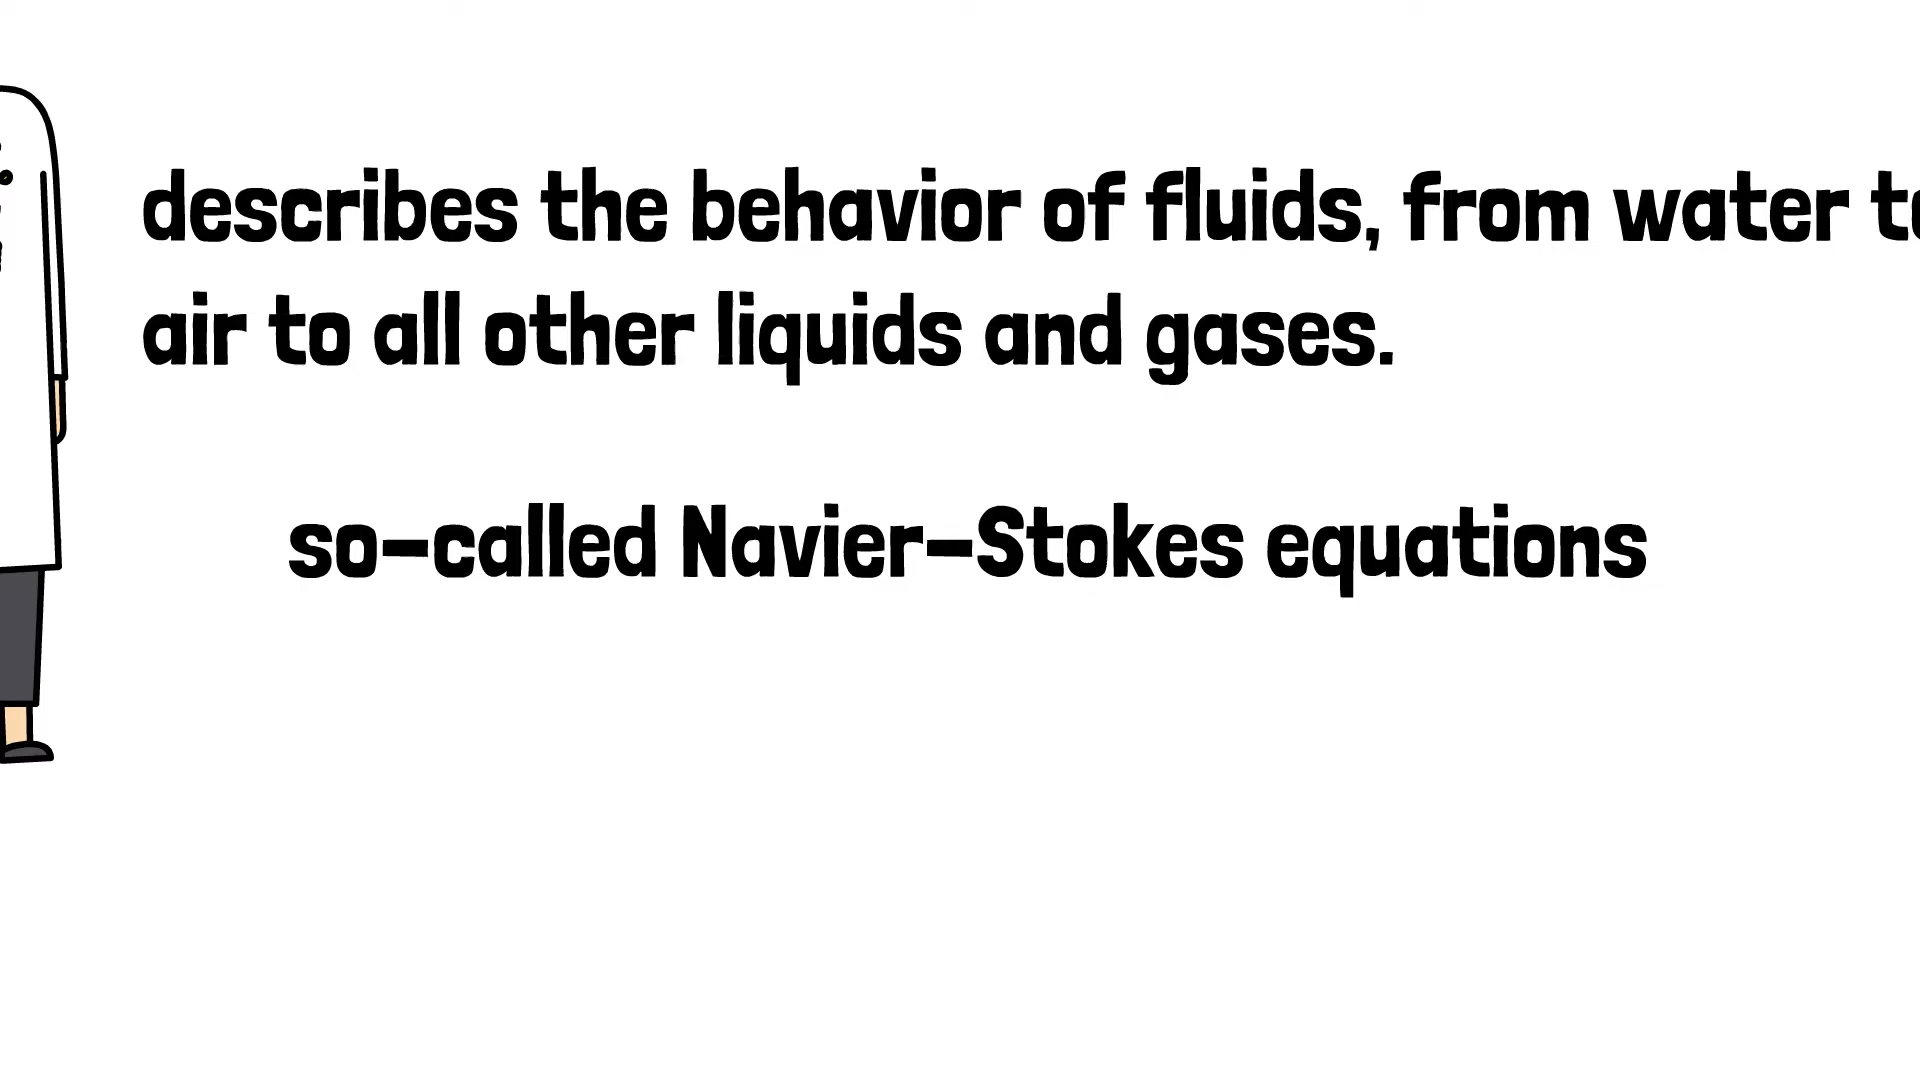 describes the behavior of fluids, from water to
air to all other liquids and gases.
so-called Navier-Stokes equations